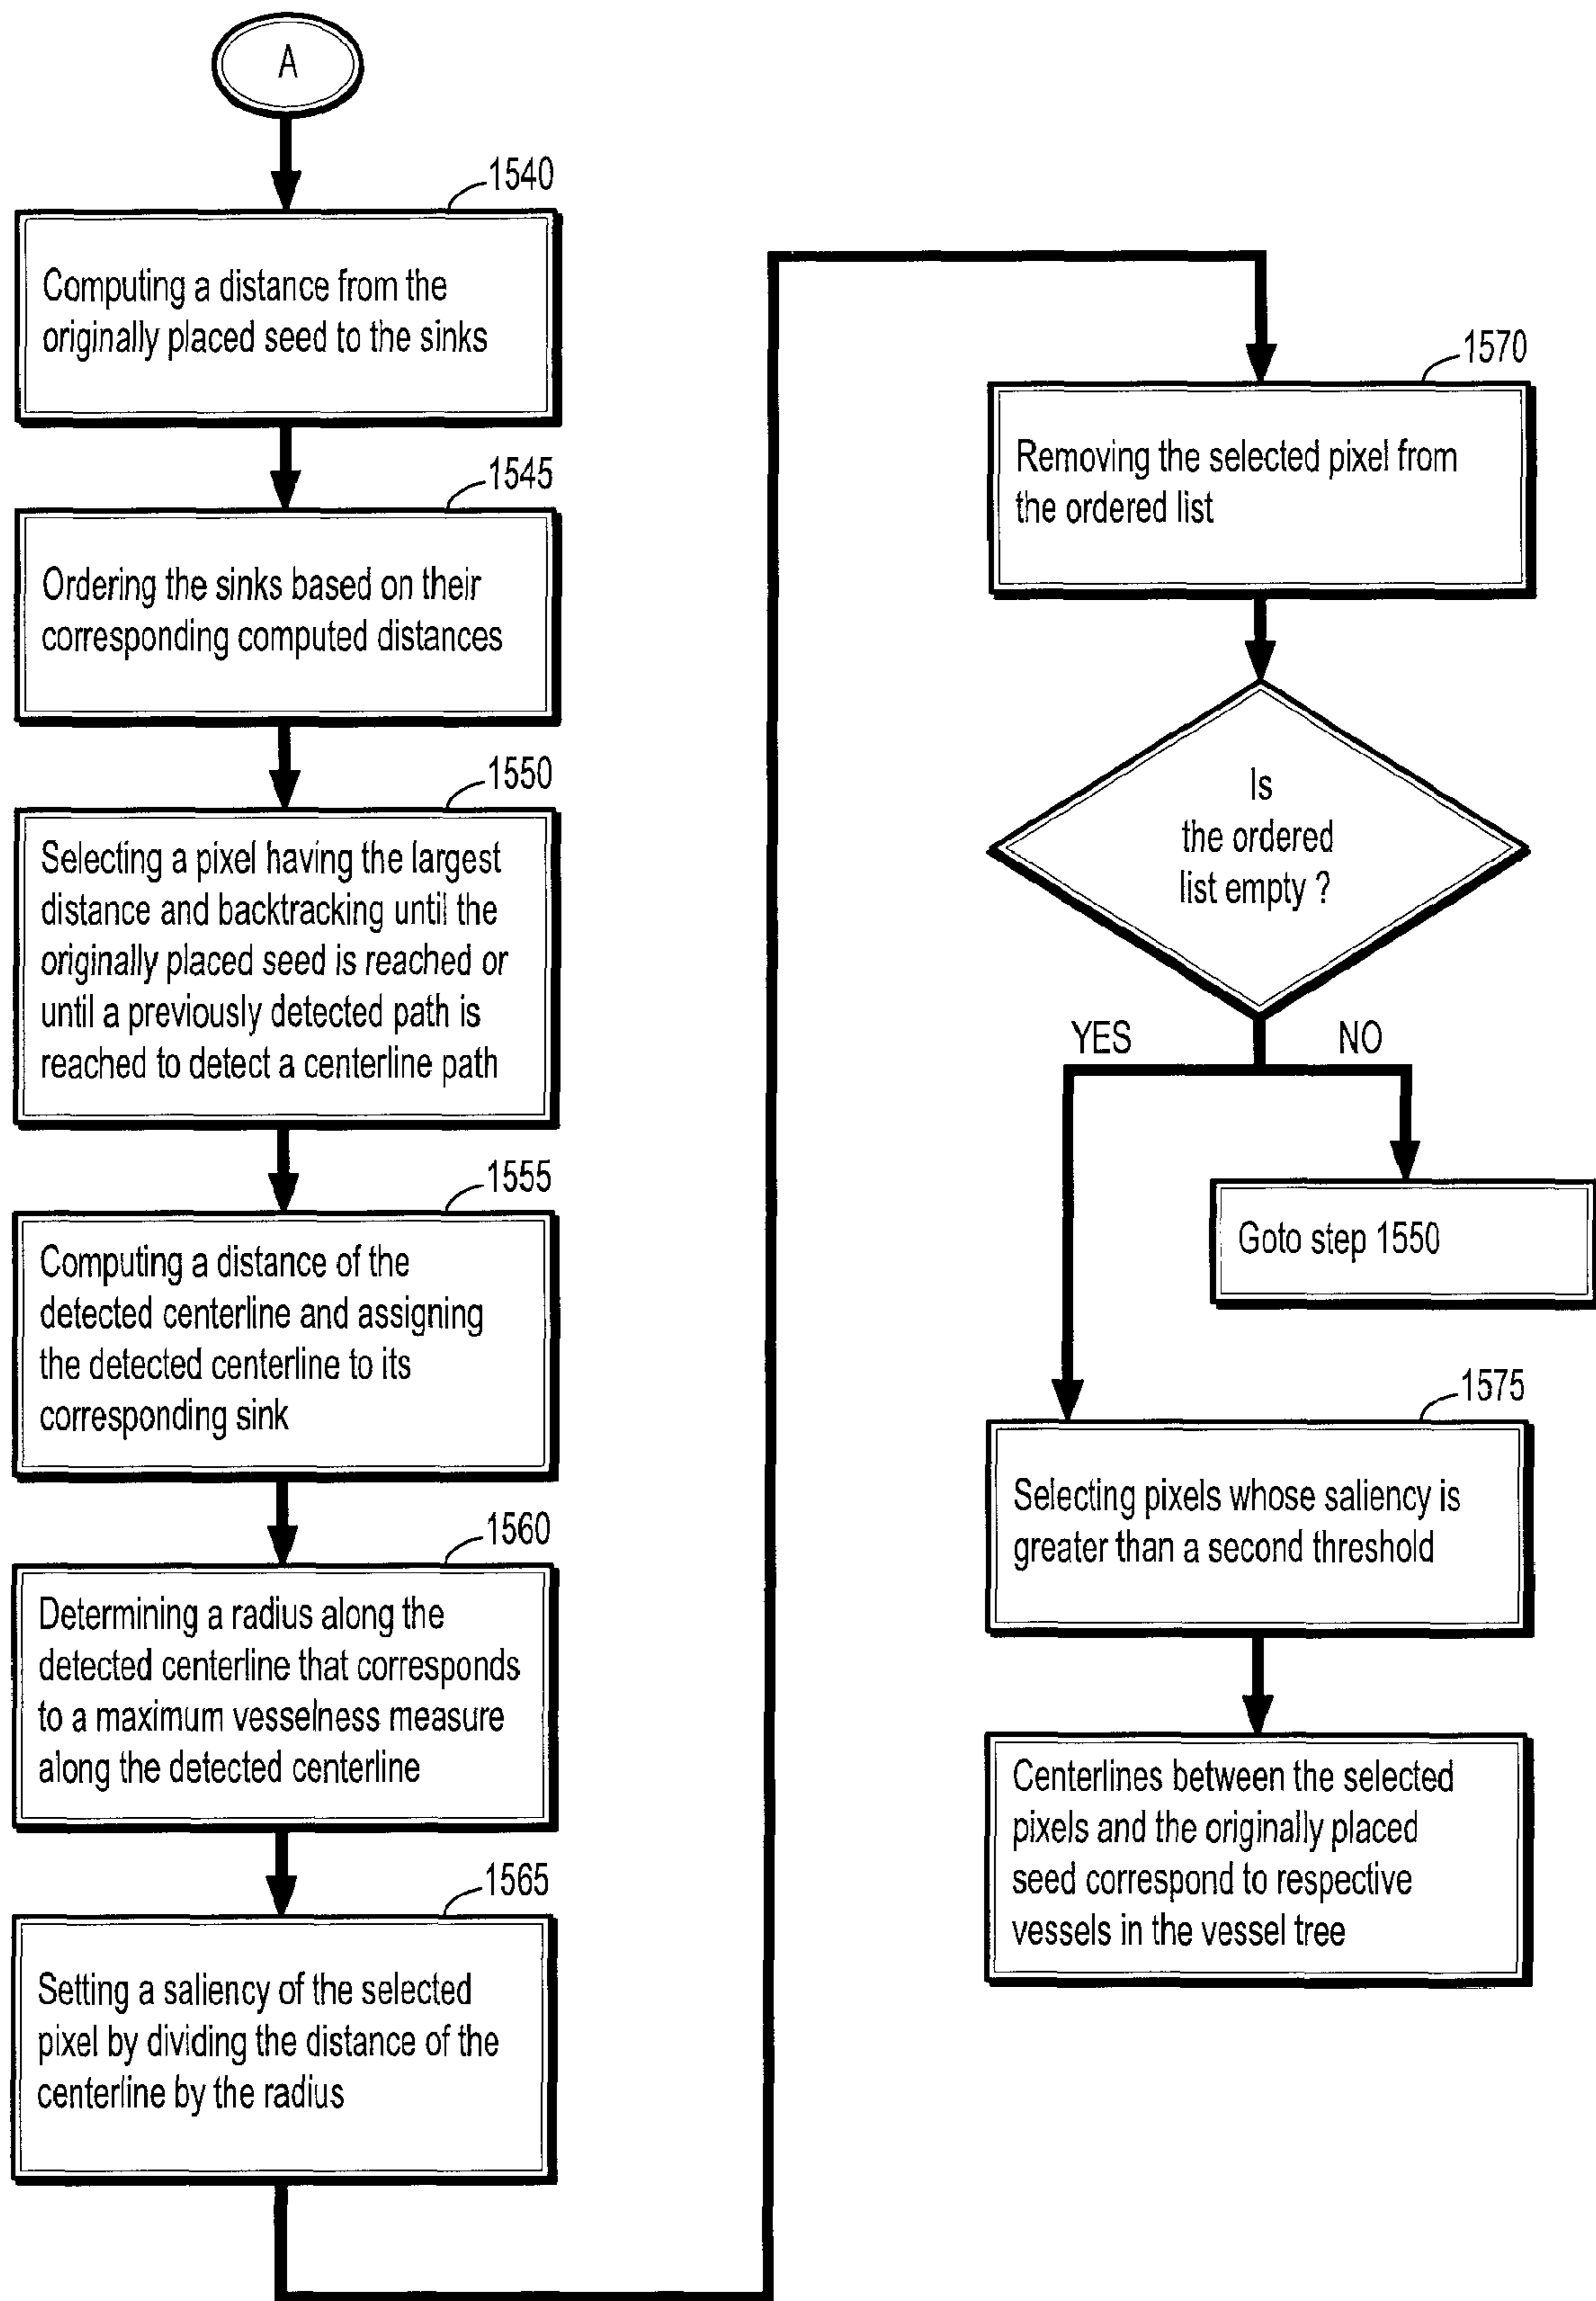 A
1540
Computing a distance from the
originally placed seed to the sinks
1545
Ordering the sinks based on their
corresponding computed distances
1550
Selecting a pixel having the largest
distance and backtracking until the
originally placed seed is reached or
until a previously detected path is
reached to detect a centerline path
1555
Computing a distance of the
detected centerline and assigning
the detected centerline to its
corresponding sink
1560
Determining a radius along the
detected centerline that corresponds
to a maximum vesselness measure
along the detected centerline
1565
Setting a saliency of the selected
pixel by dividing the distance of the
centerline by the radius
1570
Removing the selected pixel from
the ordered list
Is
the ordered
list empty ?
YES
NO
Goto step 1550
1575
Selecting pixels whose saliency is
greater than a second threshold
Centerlines between the selected
pixels and the originally placed
seed correspond to respective
vessels in the vessel tree